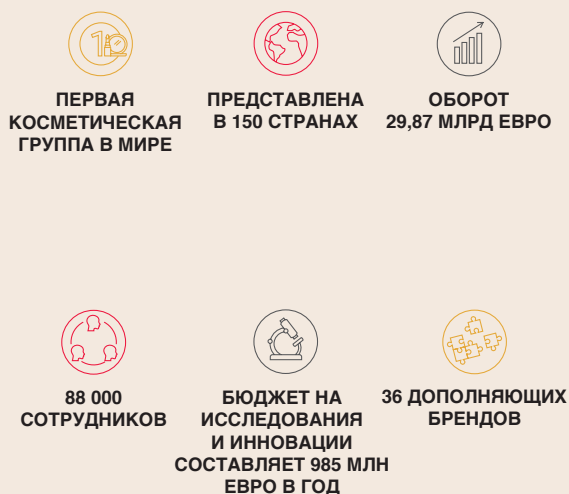 ПЕРВАЯ
КОСМЕТИЧЕСКАЯ
ГРУППА В МИРЕ
ПРЕДСТАВЛЕНА
В 150 СТРАНАХ
ОБОРОТ
29,87 МЛРД ЕВРО
88 000
СОТРУДНИКОВ
БЮДЖЕТ НА
ИССЛЕДОВАНИЯ
И ИННОВАЦИИ
СОСТАВЛЯЕТ 985 МЛН
ЕВРО В ГОД
36 ДОПОЛНЯЮЩИХ
БРЕНДОВ